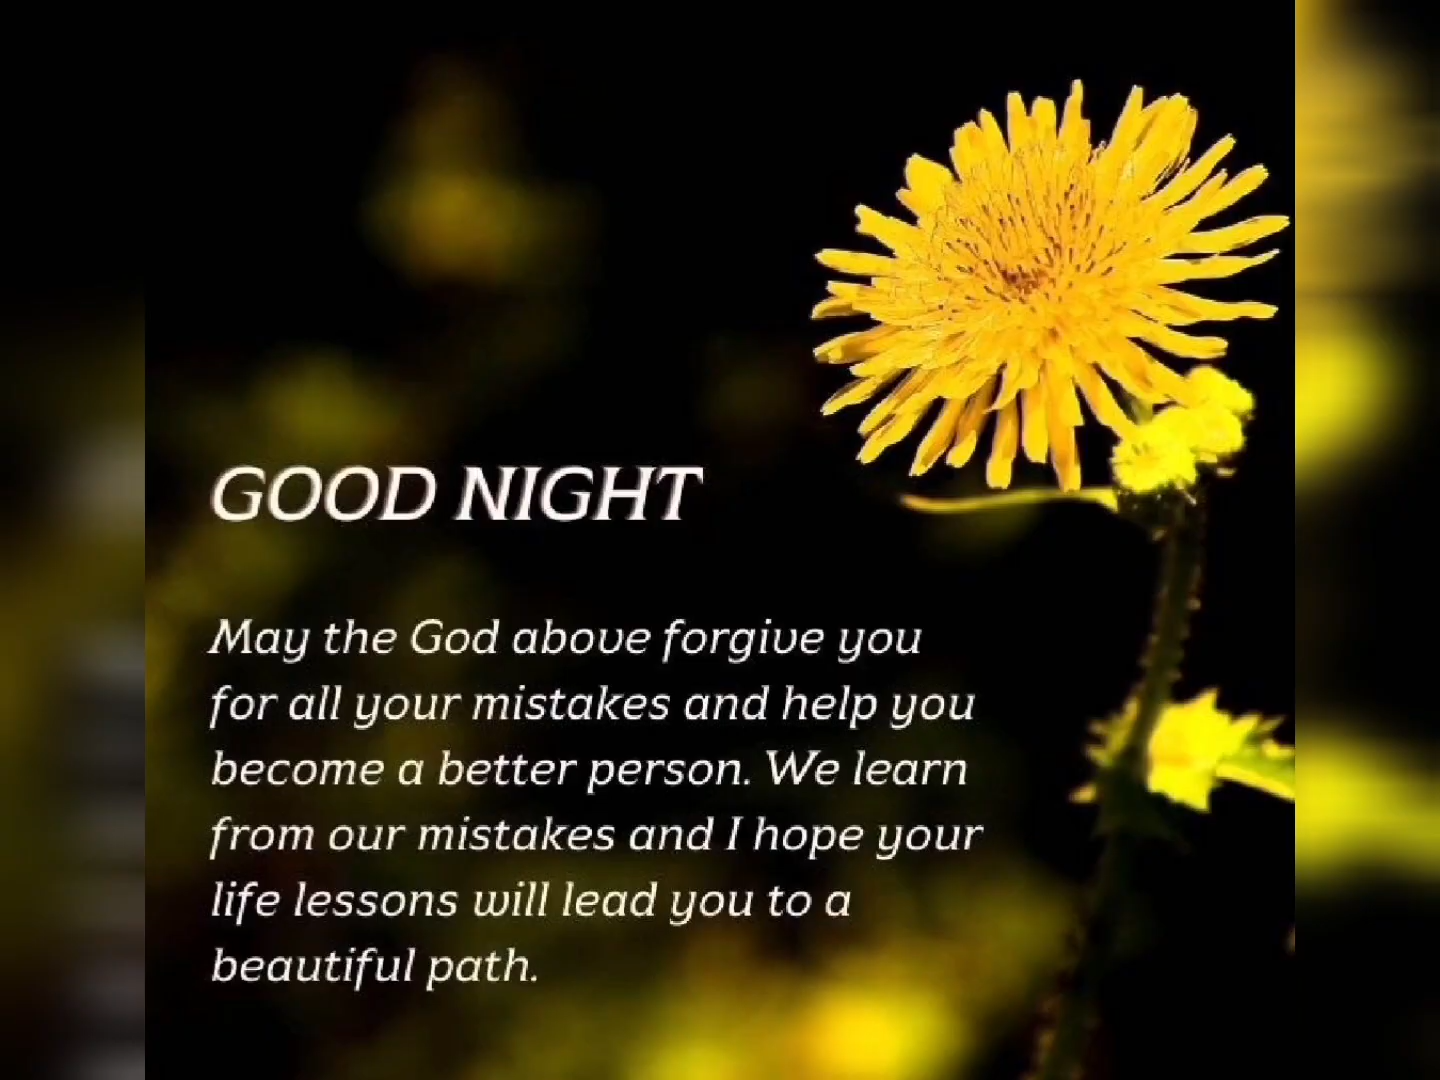 GOOD NIGHT
May the God above forgive you
for all your mistakes and help you
become a better person. We learn
from our mistakes and I hope your
life lessons will lead you to a
beautiful path.